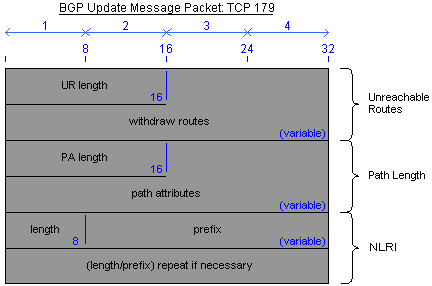 BGP Update Message Packet: TCP 179
1 2 3 4
0 8 16 24 32
UR length
16
withdraw routes
(variable)
Unreachable
Routes
PA length
16
path attributes
(variable)
Path Length
length
8
prefix
(variable)
(length/prefix) repeat if necessary
NLRI